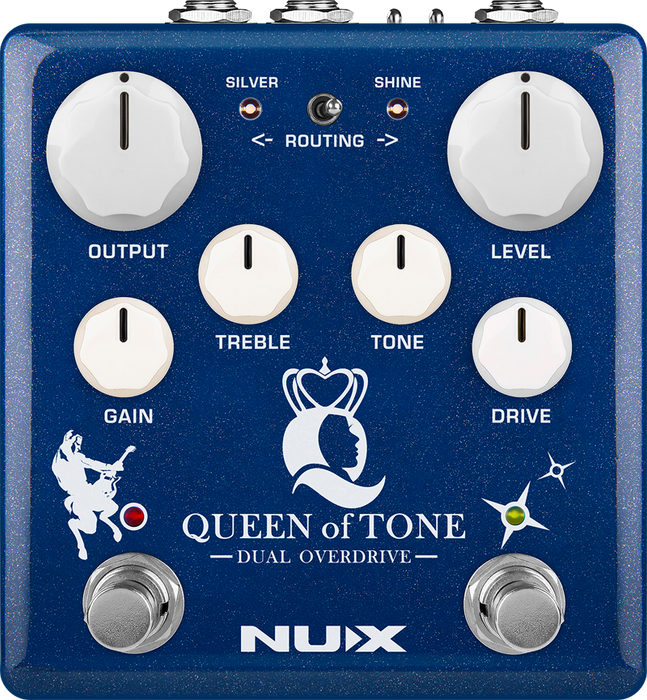 SILVER SHINE
<- ROUTING ->
OUTPUT LEVEL
TREBLE TONE
GAIN DRIVE
QUEEN of TONE
DUAL OVERDRIVE
NUX